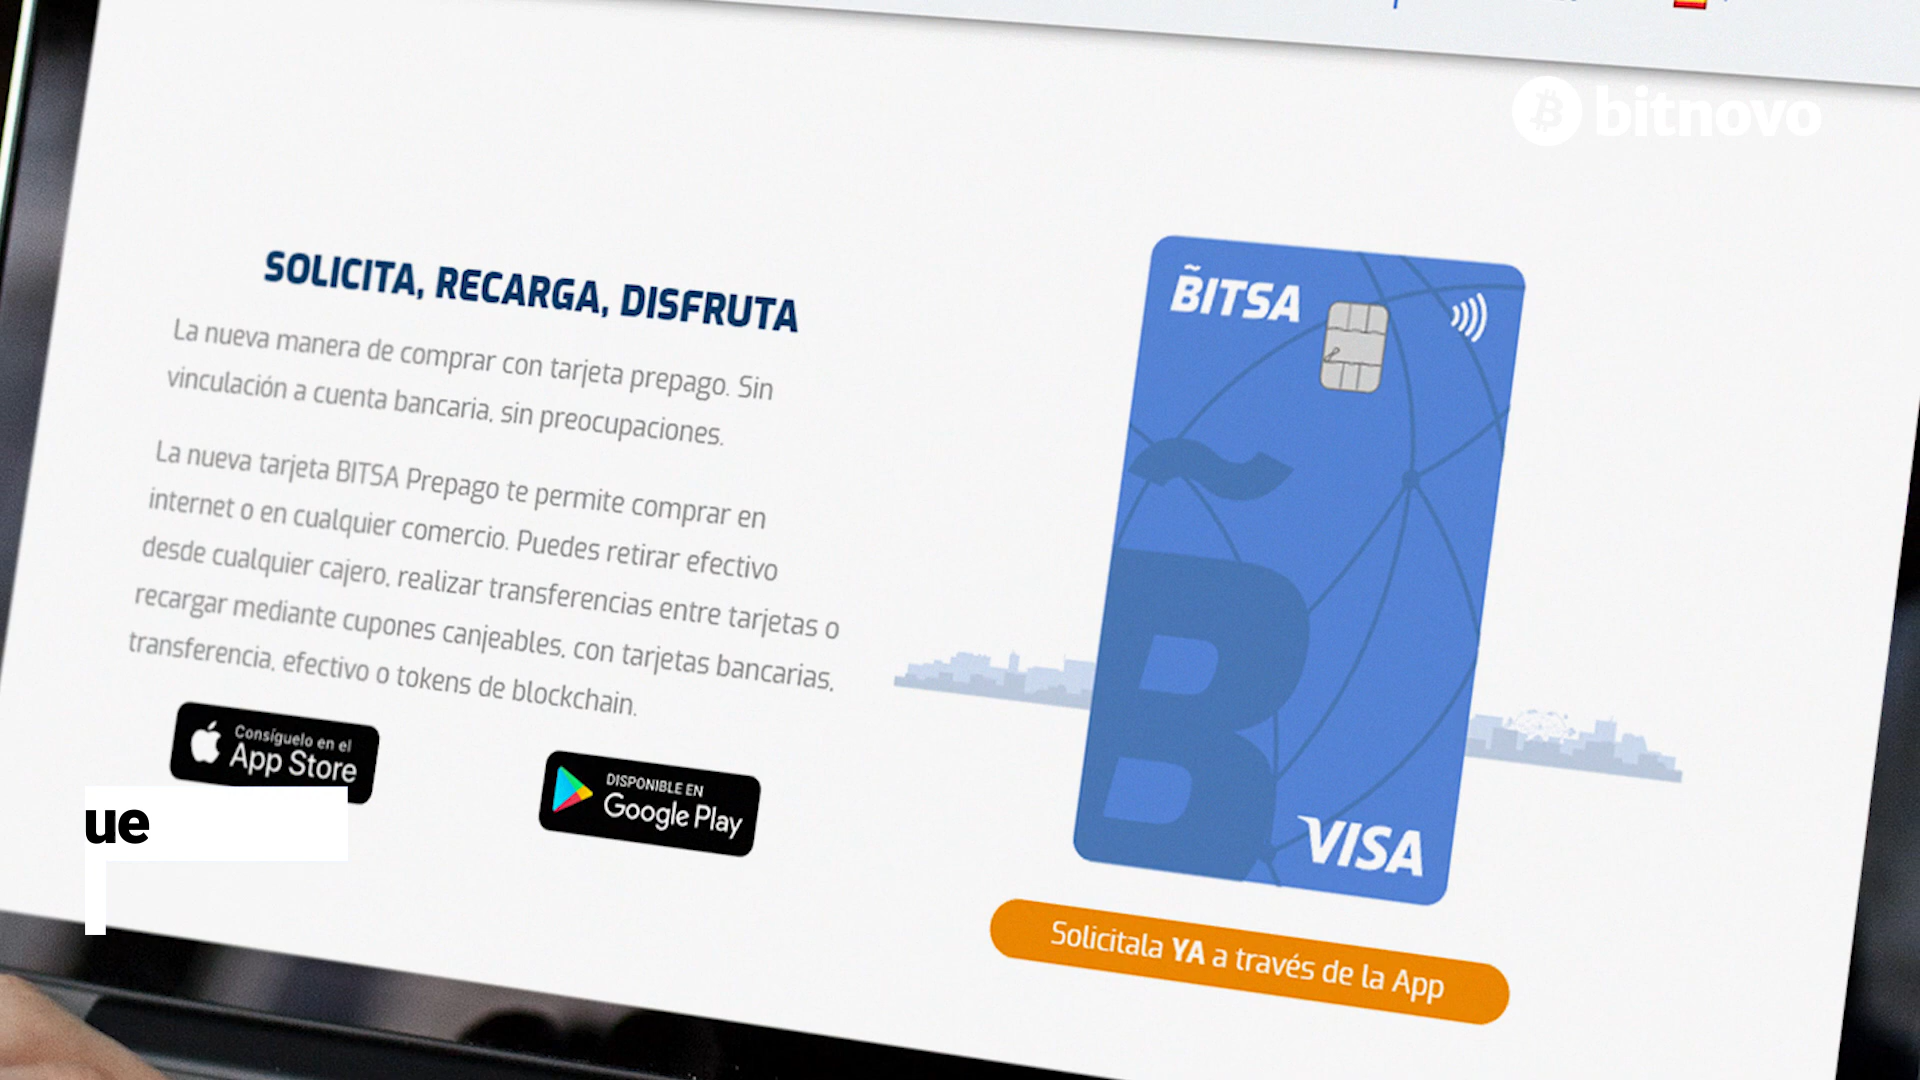 bitnovo
SOLICITA, RECARGA, DISFRUTA
La nueva manera de comprar con tarjeta prepago. Sin
vinculación a cuenta bancaria, sin preocupaciones.
La nueva tarjeta BITSA Prepago te permite comprar en
internet o en cualquier comercio. Puedes retirar efectivo
desde cualquier cajero, realizar transferencias entre tarjetas o
recargar mediante cupones canjeables, con tarjetas bancarias,
transferencia, efectivo o tokens de blockchain.
Consíguelo en el
App Store
DISPONIBLE EN
Google Play
ue
B̃ITSA
VISA
Solicitala YA a través de la App